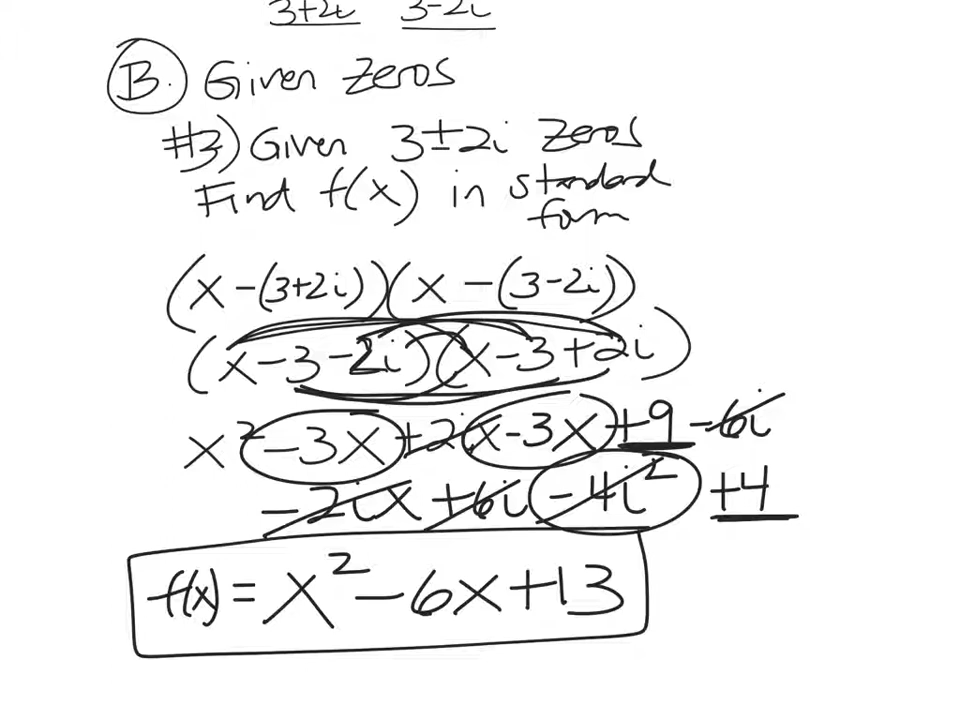 3+2i 3-2i
B. Given zeros
#3) Given 3±2i zeros
Find f(x) in standard
form
(x-(3+2i))(x-(3-2i))
(x-3-2i)(x-3+2i)
x²-3x+2ix-3x+9-6i
-2ix+6i-4i² +4
f(x)=x²-6x+13